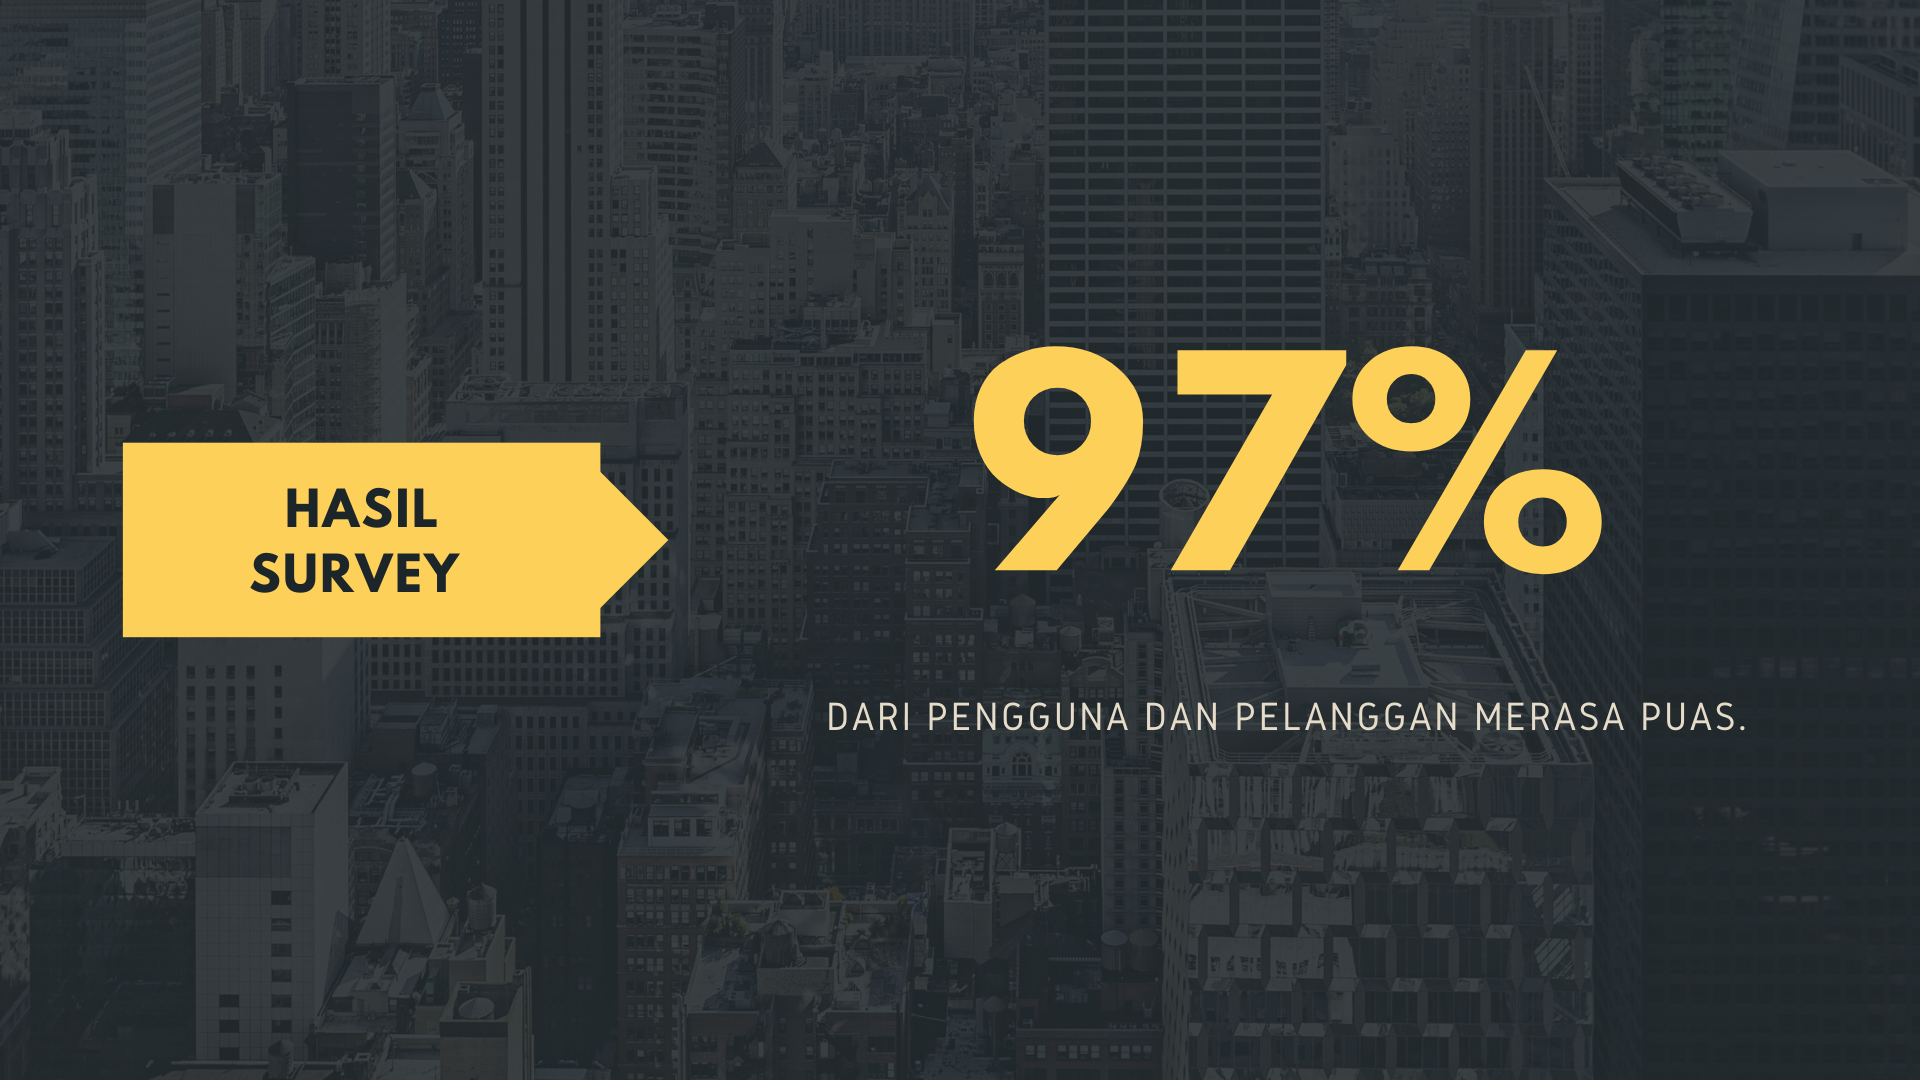 HASIL
SURVEY
97%
DARI PENGGUNA DAN PELANGGAN MERASA PUAS.